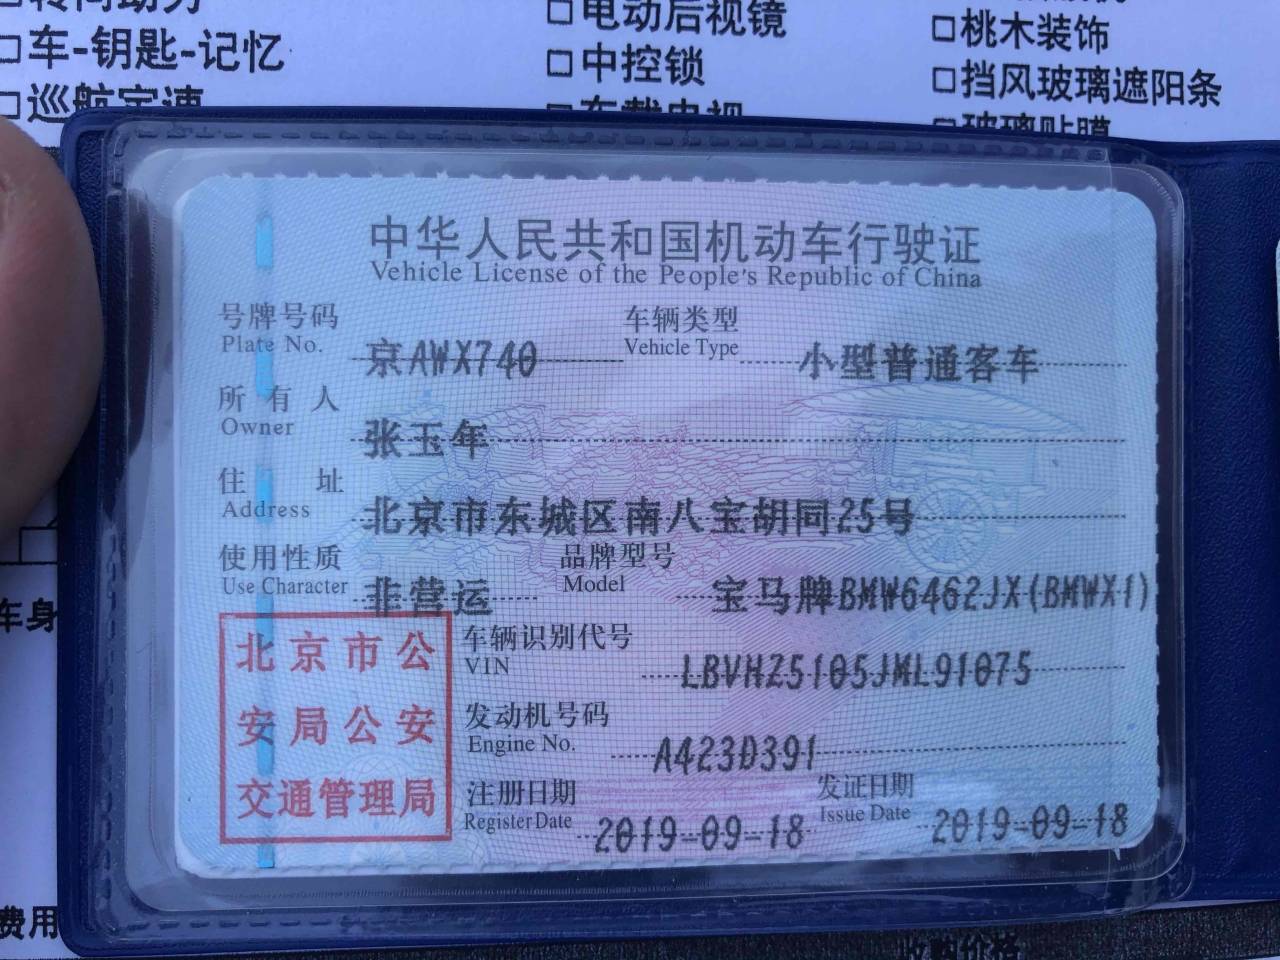 □电动后视镜
□桃木装饰
□车-钥匙-记忆
□中控锁
□挡风玻璃遮阳条
中华人民共和国机动车行驶证
Vehicle License of the People's Republic of China
号牌号码 京AWX740 车辆类型 小型普通客车
Plate No. Vehicle Type
所有人 张玉年
Owner
住址 北京市东城区南八宝胡同25号
Address
使用性质 非营运 品牌型号 宝马牌BMW6462JX(BMWX1)
Use Character Model
北京市公
安局公安
交通管理局
车辆识别代号
VIN LBVHZ5105JML91075
发动机号码
Engine No. A423D391
注册日期 发证日期
Register Date 2019-09-18 Issue Date 2019-09-18
车身
费用